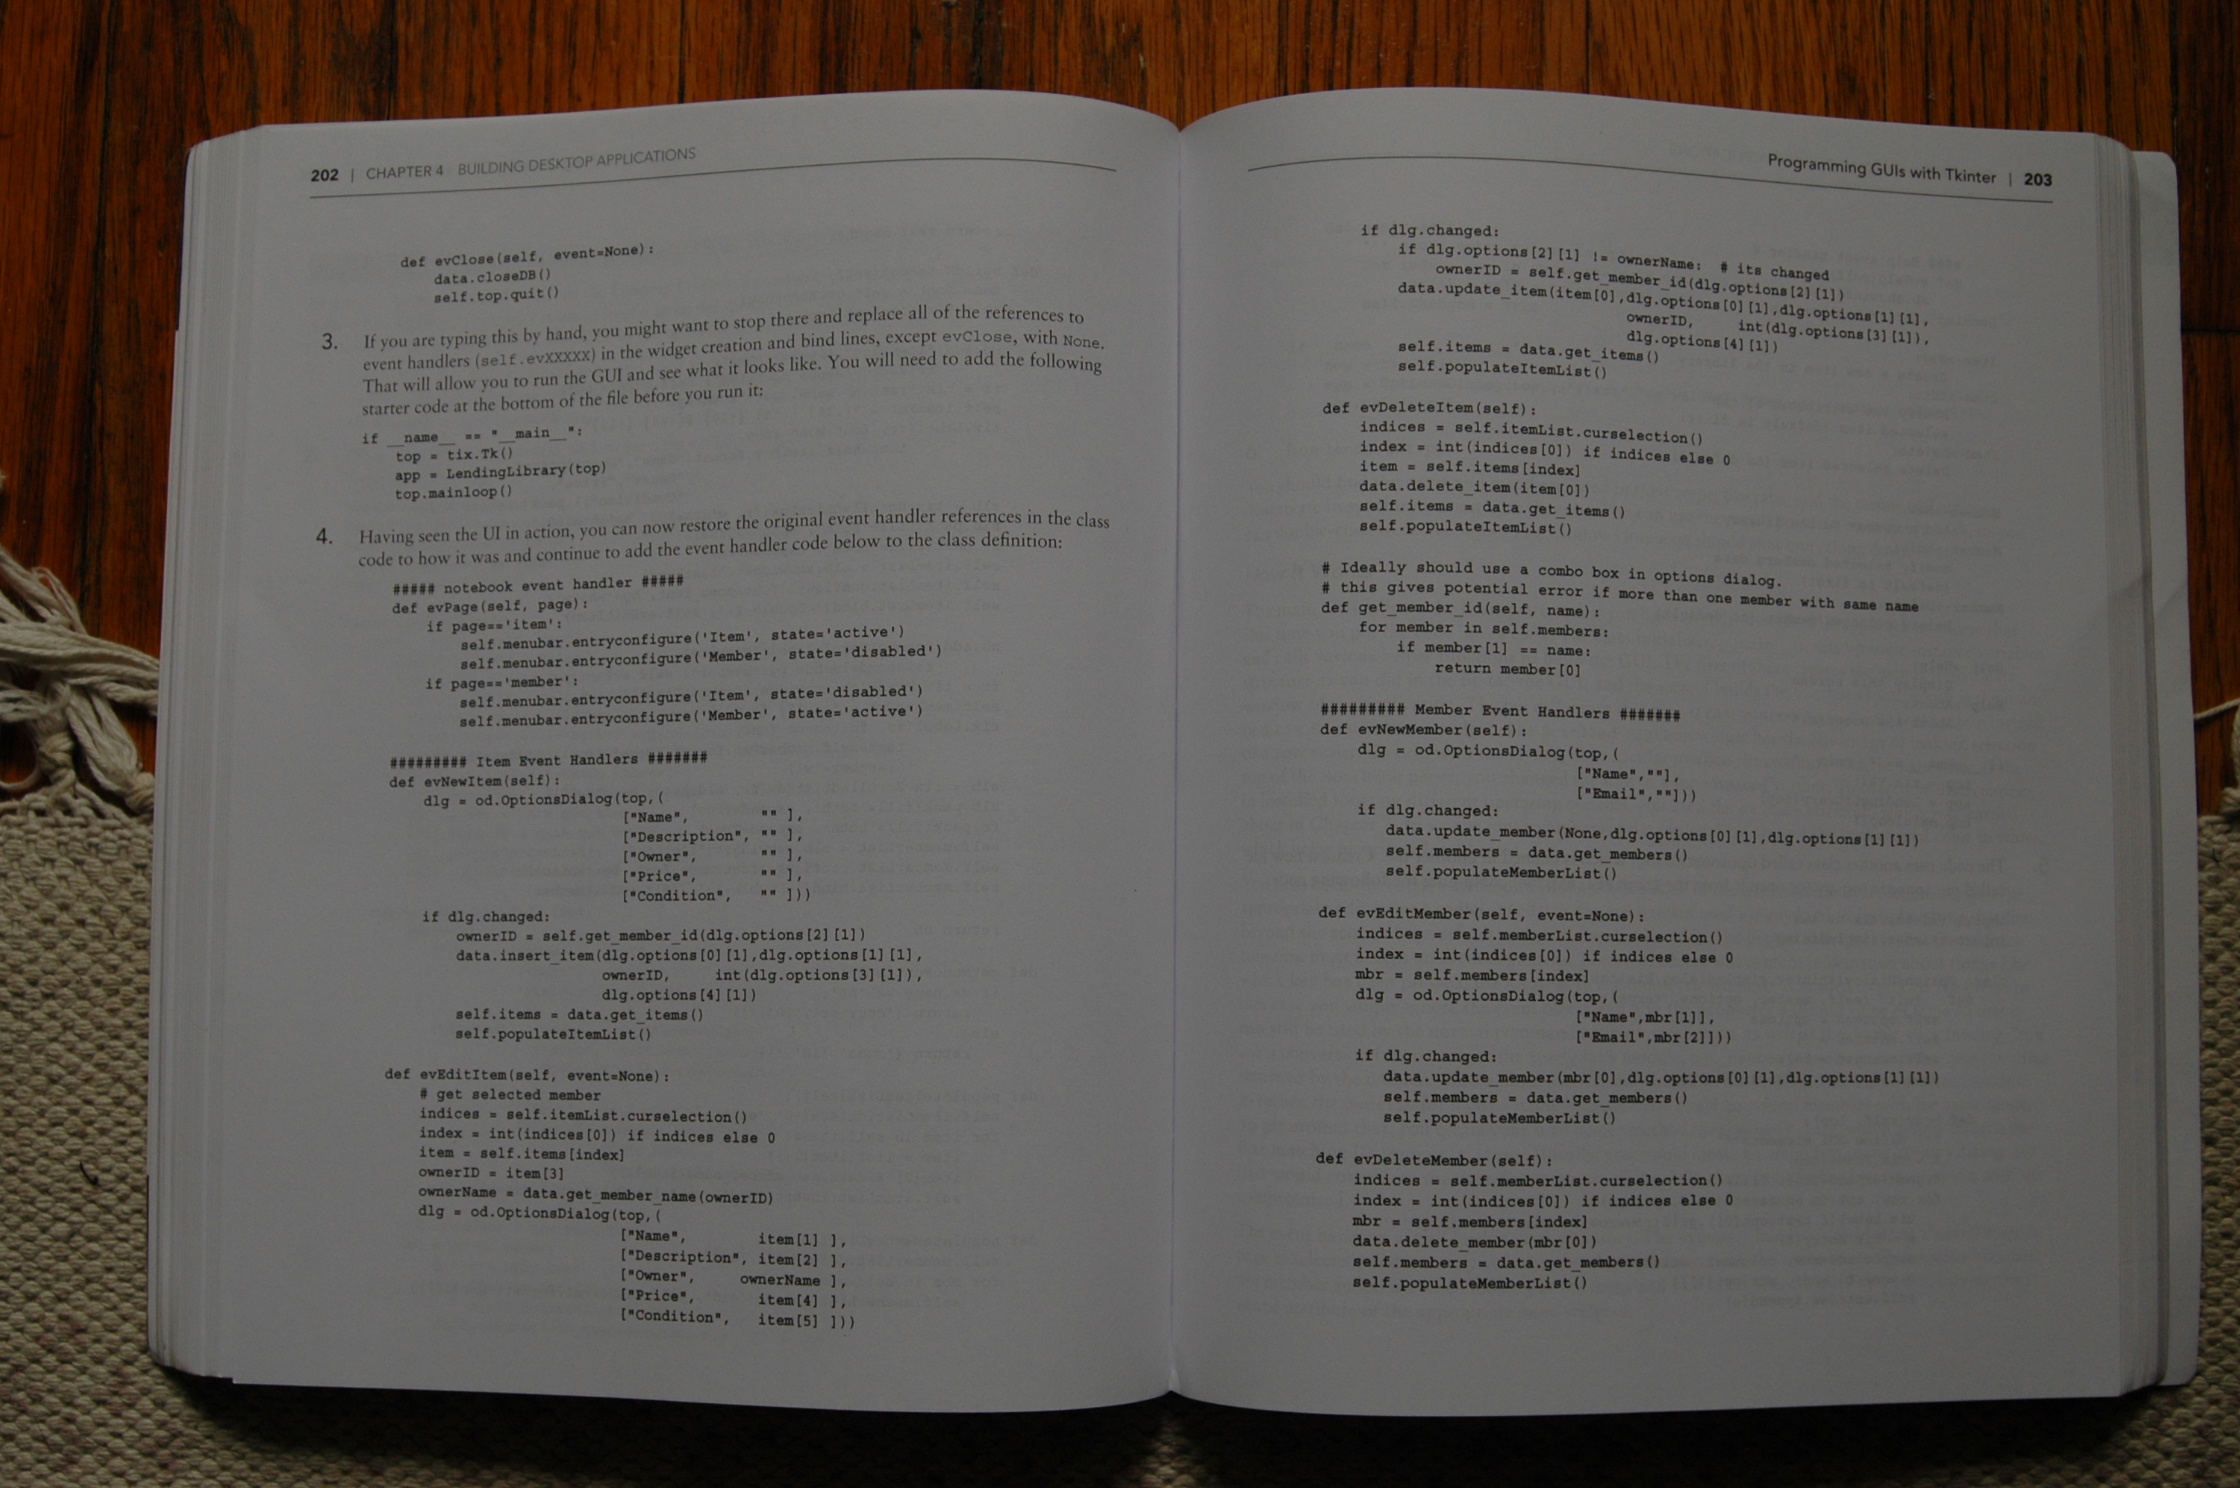 202 | CHAPTER 4 BUILDING DESKTOP APPLICATIONS
def evClose(self, event=None):
data.closeDB()
self.top.quit()
3. If you are typing this by hand, you might want to stop there and replace all of the references to
event handlers (self.evXXXXX) in the widget creation and bind lines, except evClose, with None.
That will allow you to run the GUI and see what it looks like. You will need to add the following
starter code at the bottom of the file before you run it:
if __name__ == "__main__":
top = tix.Tk()
app = LendingLibrary(top)
top.mainloop()
4. Having seen the UI in action, you can now restore the original event handler references in the class
code to how it was and continue to add the event handler code below to the class definition:
##### notebook event handler #####
def evPage(self, page):
if page=='item':
self.menubar.entryconfigure('Item', state='active')
self.menubar.entryconfigure('Member', state='disabled')
if page=='member':
self.menubar.entryconfigure('Item', state='disabled')
self.menubar.entryconfigure('Member', state='active')
######## Item Event Handlers #######
def evNewItem(self):
dlg = od.OptionsDialog(top,(
["Name", "" ],
["Description", "" ],
["Owner", "" ],
["Price", "" ],
["Condition", "" ]))
if dlg.changed:
ownerID = self.get_member_id(dlg.options[2][1])
data.insert_item(dlg.options[0][1],dlg.options[1][1],
ownerID, int(dlg.options[3][1]),
dlg.options[4][1])
self.items = data.get_items()
self.populateItemList()
def evEditItem(self, event=None):
# get selected member
indices = self.itemList.curselection()
index = int(indices[0]) if indices else 0
item = self.items[index]
ownerID = item[3]
ownerName = data.get_member_name(ownerID)
dlg = od.OptionsDialog(top,(
["Name", item[1] ],
["Description", item[2] ],
["Owner", ownerName ],
["Price", item[4] ],
["Condition", item[5] ]))
Programming GUIs with Tkinter | 203
if dlg.changed:
if dlg.options[2][1] != ownerName: # its changed
ownerID = self.get_member_id(dlg.options[2][1])
data.update_item(item[0],dlg.options[0][1],dlg.options[1][1],
ownerID, int(dlg.options[3][1]),
dlg.options[4][1])
self.items = data.get_items()
self.populateItemList()
def evDeleteItem(self):
indices = self.itemList.curselection()
index = int(indices[0]) if indices else 0
item = self.items[index]
data.delete_item(item[0])
self.items = data.get_items()
self.populateItemList()
# Ideally should use a combo box in options dialog.
# this gives potential error if more than one member with same name
def get_member_id(self, name):
for member in self.members:
if member[1] == name:
return member[0]
######## Member Event Handlers #######
def evNewMember(self):
dlg = od.OptionsDialog(top,(
["Name",""],
["Email",""]))
if dlg.changed:
data.update_member(None,dlg.options[0][1],dlg.options[1][1])
self.members = data.get_members()
self.populateMemberList()
def evEditMember(self, event=None):
indices = self.memberList.curselection()
index = int(indices[0]) if indices else 0
mbr = self.members[index]
dlg = od.OptionsDialog(top,(
["Name",mbr[1]],
["Email",mbr[2]]))
if dlg.changed:
data.update_member(mbr[0],dlg.options[0][1],dlg.options[1][1])
self.members = data.get_members()
self.populateMemberList()
def evDeleteMember(self):
indices = self.memberList.curselection()
index = int(indices[0]) if indices else 0
mbr = self.members[index]
data.delete_member(mbr[0])
self.members = data.get_members()
self.populateMemberList()